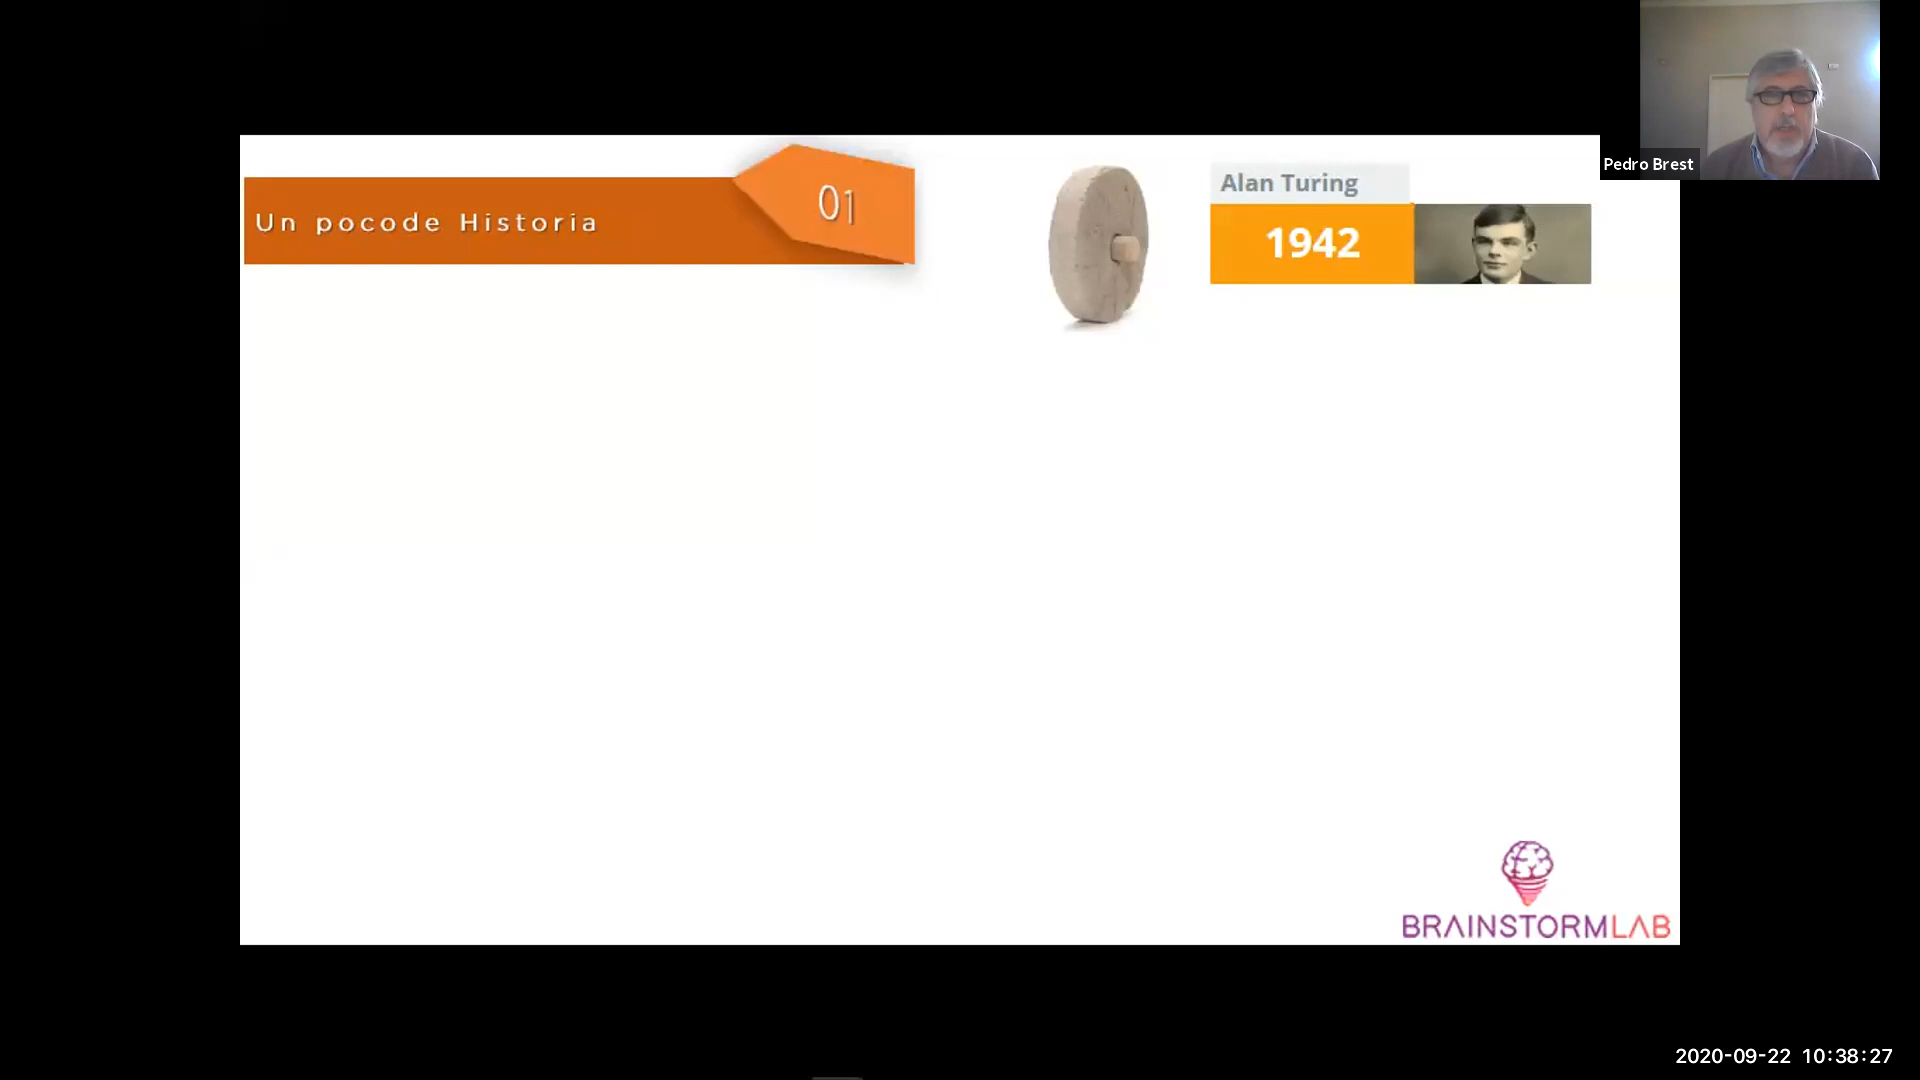 Un pocode Historia
01
Alan Turing
1942
Pedro Brest
BRAINSTORMLAB
2020-09-22 10:38:27